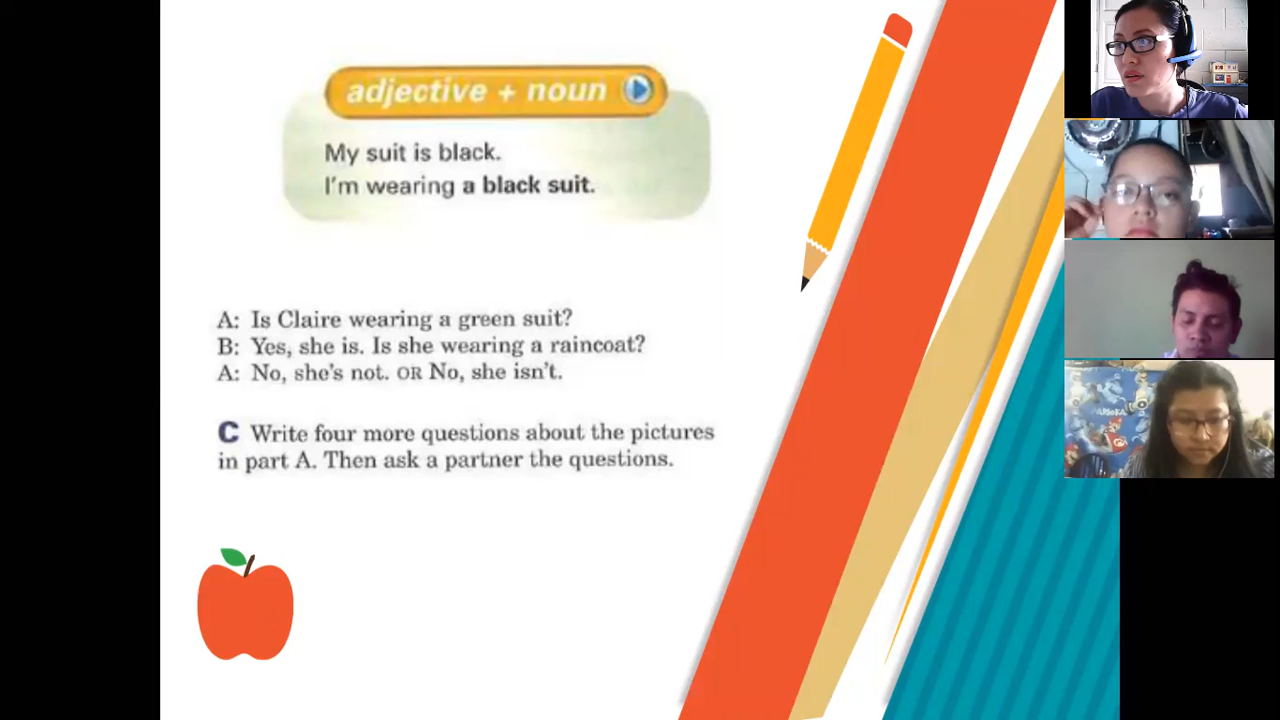 adjective + noun
My suit is black.
I'm wearing a black suit.
A: Is Claire wearing a green suit?
B: Yes, she is. Is she wearing a raincoat?
A: No, she's not. OR No, she isn't.
C Write four more questions about the pictures
in part A. Then ask a partner the questions.